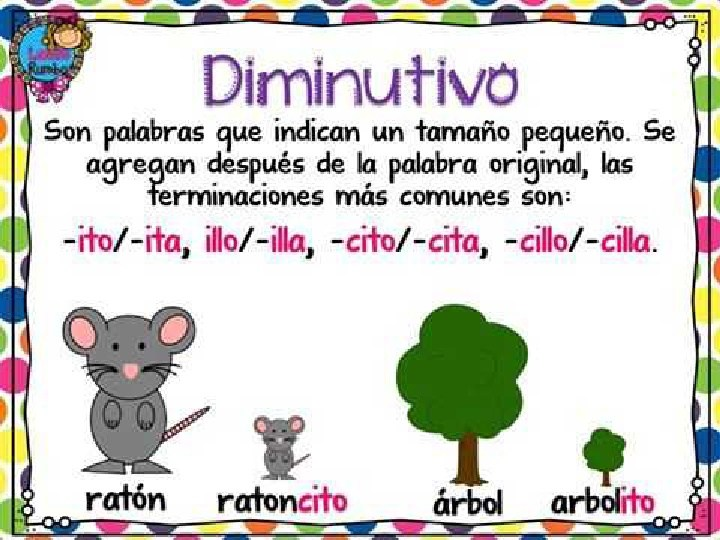 Diminutivo
Son palabras que indican un tamaño pequeño. Se
agregan después de la palabra original, las
terminaciones más comunes son:
-ito/-ita, illo/-illa, -cito/-cita, -cillo/-cilla.
ratón ratoncito árbol arbolito